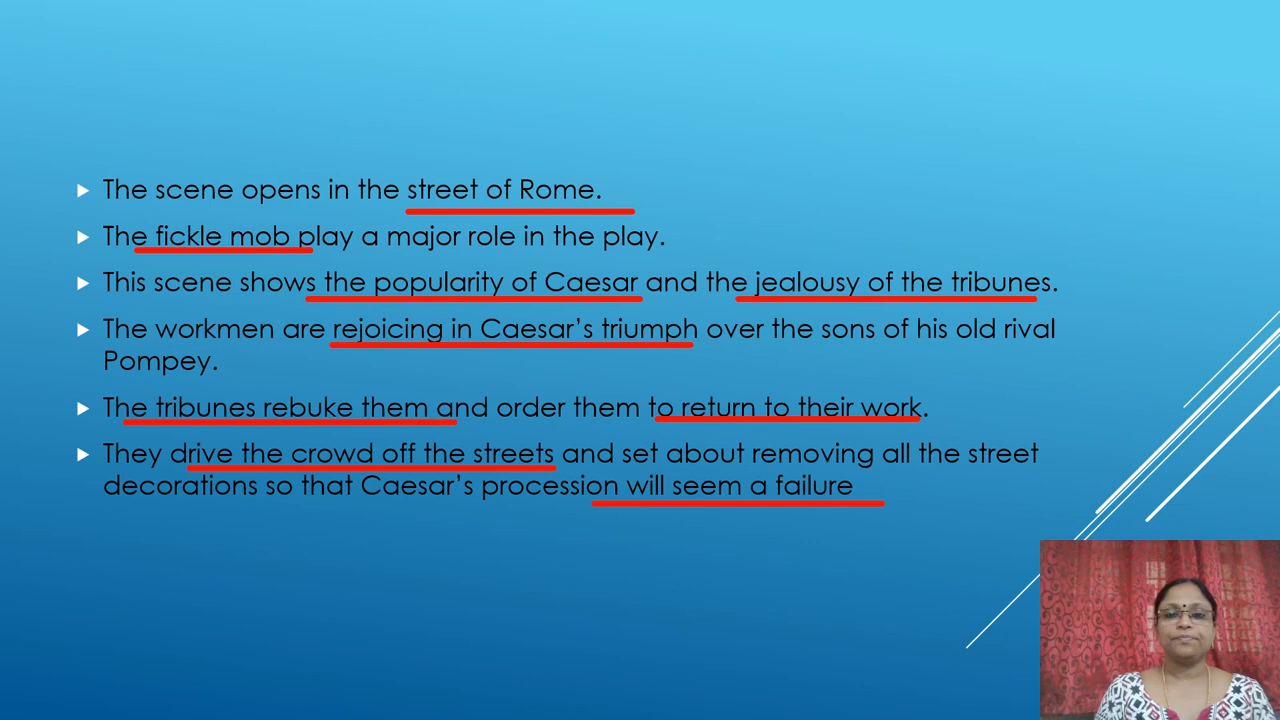 The scene opens in the street of Rome.
The fickle mob play a major role in the play.
This scene shows the popularity of Caesar and the jealousy of the tribunes.
The workmen are rejoicing in Caesar's triumph over the sons of his old rival
Pompey.
The tribunes rebuke them and order them to return to their work.
They drive the crowd off the streets and set about removing all the street
decorations so that Caesar's procession will seem a failure